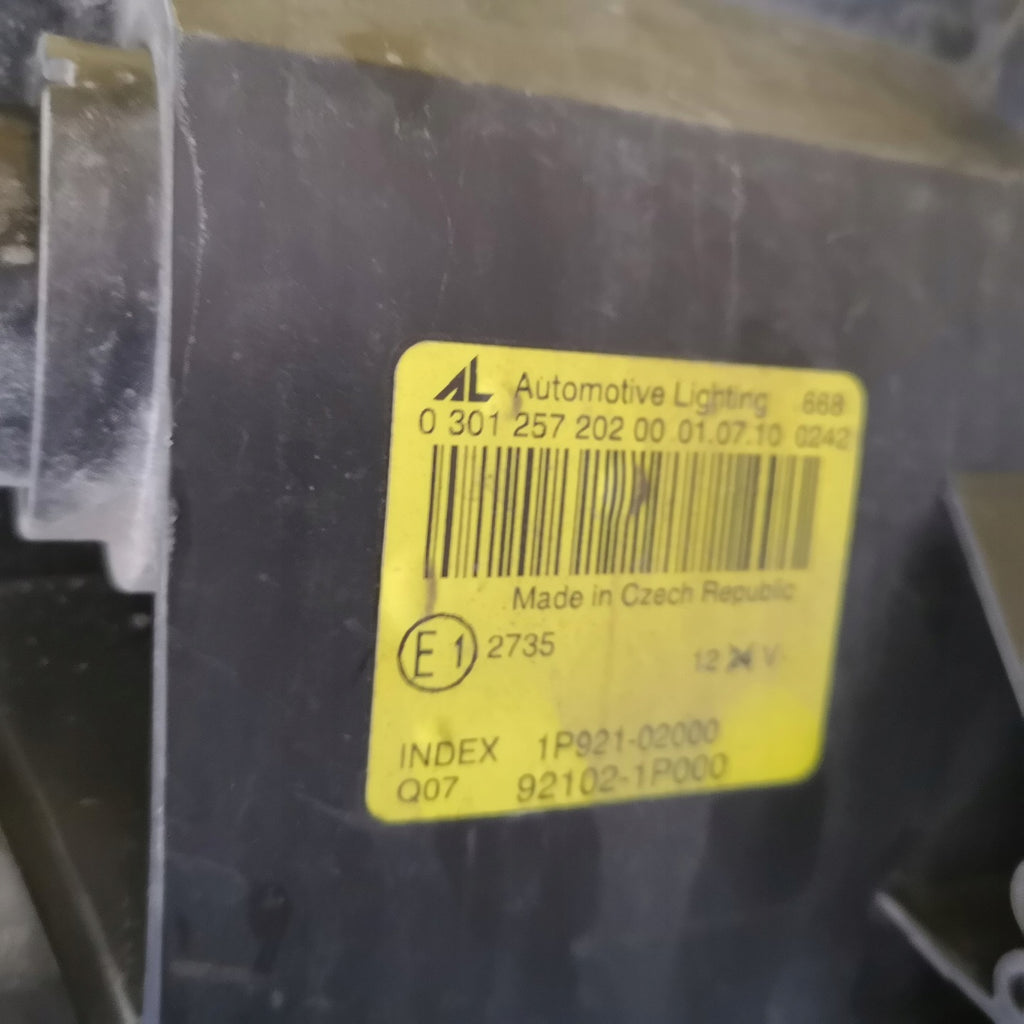 AL Automotive Lighting 668
0 301 257 202 00 01.07.10 0242
Made in Czech Republic
E1 2735
12 24 V
INDEX 1P921-02000
Q07 92102-1P000